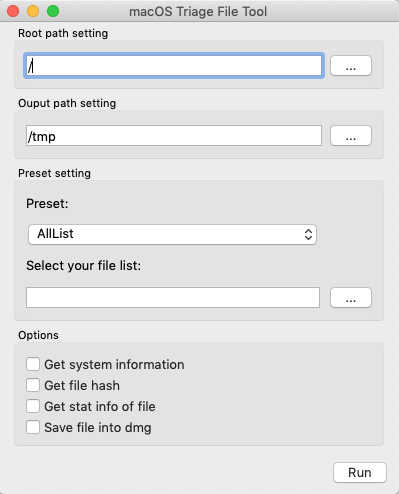 macOS Triage File Tool
Root path setting
/
...
Ouput path setting
/tmp
...
Preset setting
Preset:
AllList
Select your file list:
...
Options
Get system information
Get file hash
Get stat info of file
Save file into dmg
Run